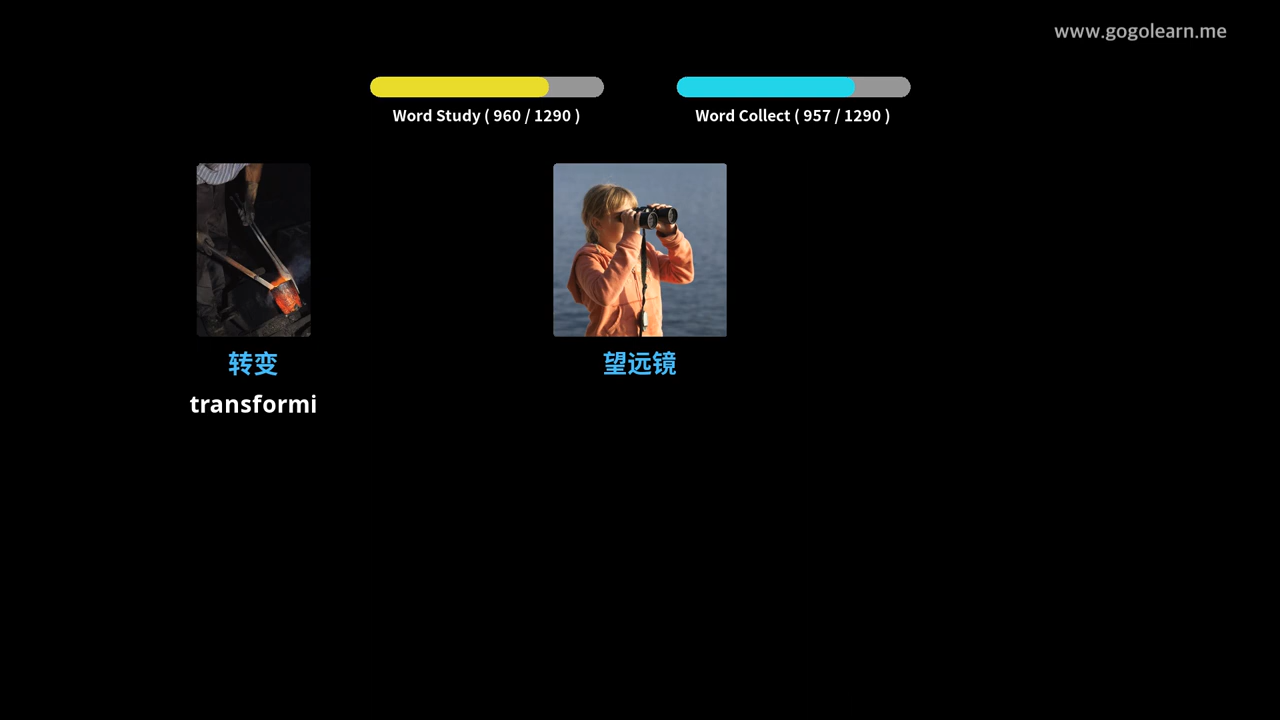 www.gogolearn.me
Word Study ( 960 / 1290 )
Word Collect ( 957 / 1290 )
转变
望远镜
transformi